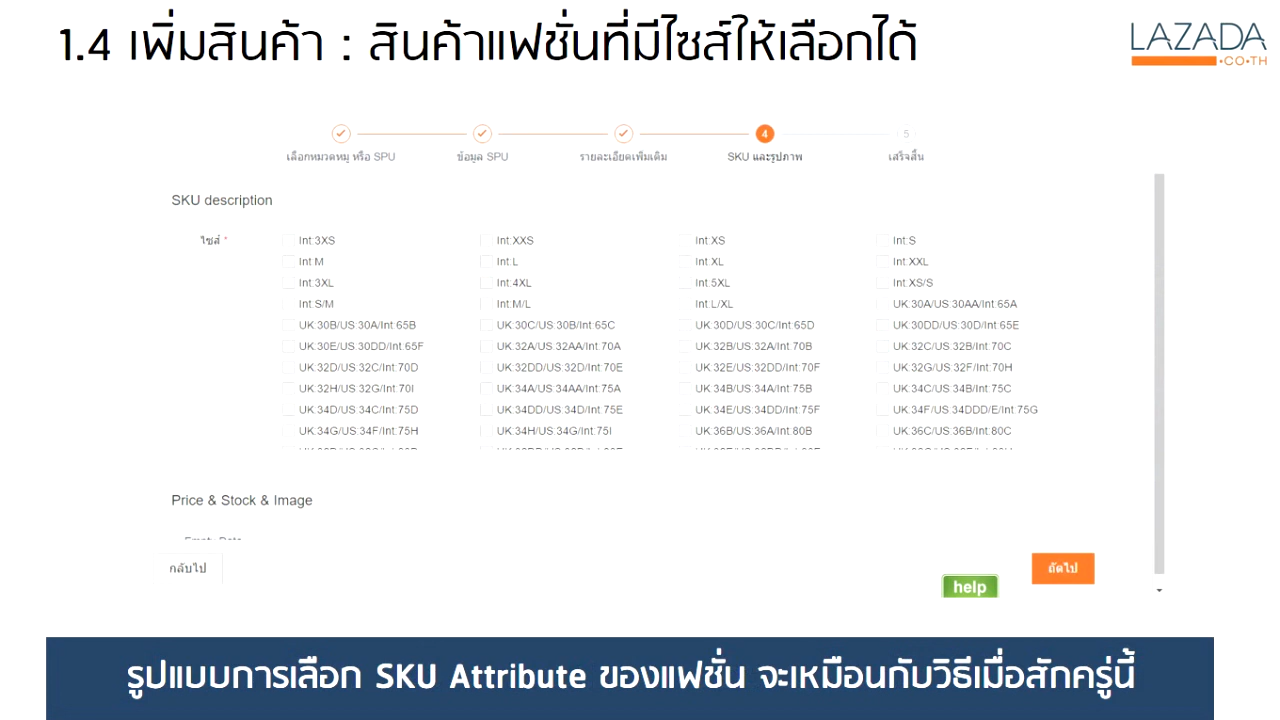 1.4 เพิ่มสินค้า : สินค้าแฟชั่นที่มีไซส์ให้เลือกได้
LAZADA
.CO.TH
4 5
เลือกหมวดหมู่ หรือ SPU ข้อมูล SPU รายละเอียดเพิ่มเติม SKU และรูปภาพ เสร็จสิ้น
SKU description
ไซส์ * Int:3XS Int:XXS Int:XS Int:S
Int:M Int:L Int:XL Int:XXL
Int:3XL Int:4XL Int:5XL Int:XS/S
Int:S/M Int:M/L Int:L/XL UK:30A/US:30AA/Int:65A
UK:30B/US:30A/Int:65B UK:30C/US:30B/Int:65C UK:30D/US:30C/Int:65D UK:30DD/US:30D/Int:65E
UK:30E/US:30DD/Int:65F UK:32A/US:32AA/Int:70A UK:32B/US:32A/Int:70B UK:32C/US:32B/Int:70C
UK:32D/US:32C/Int:70D UK:32DD/US:32D/Int:70E UK:32E/US:32DD/Int:70F UK:32G/US:32F/Int:70H
UK:32H/US:32G/Int:70I UK:34A/US:34AA/Int:75A UK:34B/US:34A/Int:75B UK:34C/US:34B/Int:75C
UK:34D/US:34C/Int:75D UK:34DD/US:34D/Int:75E UK:34E/US:34DD/Int:75F UK:34F/US:34DDD/E/Int:75G
UK:34G/US:34F/Int:75H UK:34H/US:34G/Int:75I UK:36B/US:36A/Int:80B UK:36C/US:36B/Int:80C
Price & Stock & Image
Empty Data
กลับไป ถัดไป
help
รูปแบบการเลือก SKU Attribute ของแฟชั่น จะเหมือนกับวิธีเมื่อสักครู่นี้